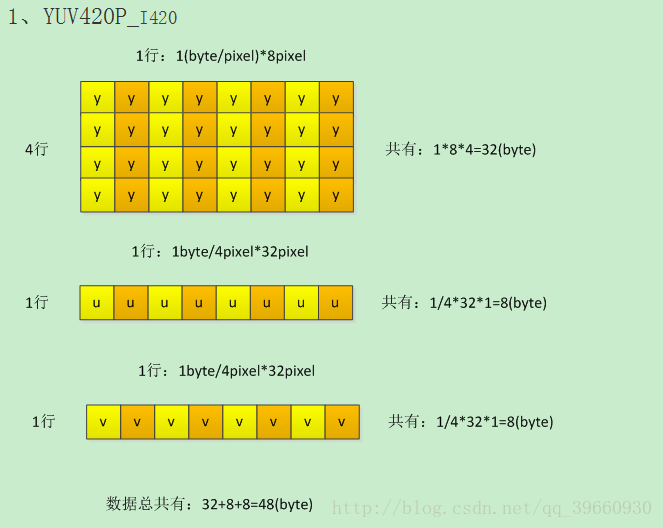 1、YUV420P_I420
1行：1(byte/pixel)*8pixel
y y y y y y y y
y y y y y y y y
4行 共有：1*8*4=32(byte)
y y y y y y y y
y y y y y y y y
1行：1byte/4pixel*32pixel
1行 u u u u u u u u 共有：1/4*32*1=8(byte)
1行：1byte/4pixel*32pixel
1行 v v v v v v v v 共有：1/4*32*1=8(byte)
数据总共有：32+8+8=48(byte)
http://blog.csdn.net/qq_39660930